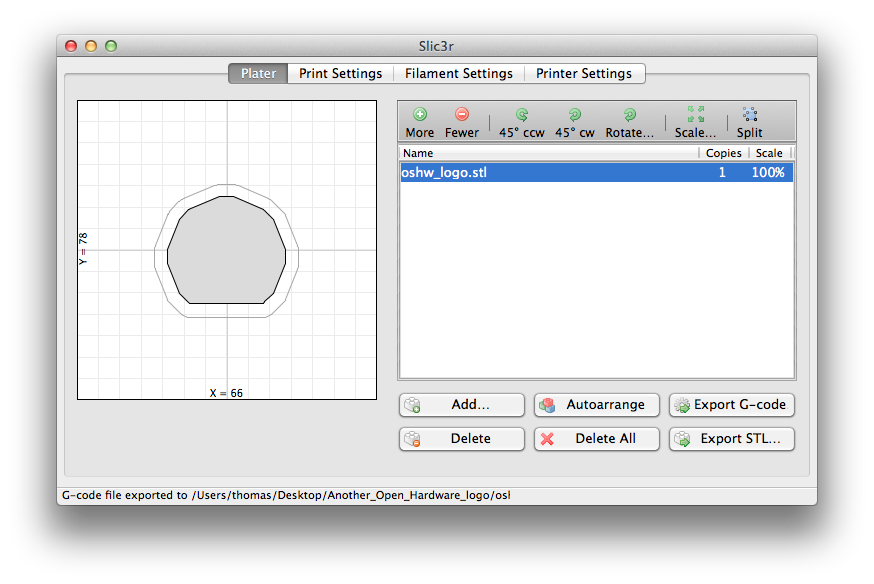 Slic3r
Plater Print Settings Filament Settings Printer Settings
More Fewer 45° ccw 45° cw Rotate... Scale... Split
Name Copies Scale
oshw_logo.stl 1 100%
Y = 78
X = 66
Add... Autoarrange Export G-code
Delete Delete All Export STL...
G-code file exported to /Users/thomas/Desktop/Another_Open_Hardware_logo/osl